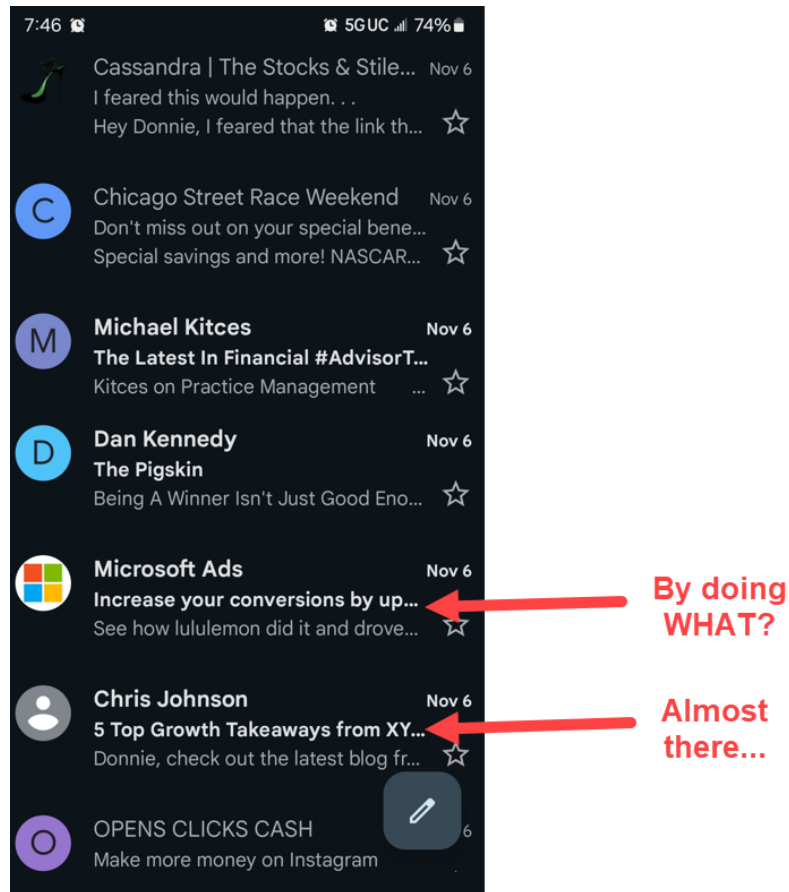 7:46 5G UC 74%
Cassandra | The Stocks & Stile... Nov 6
I feared this would happen. . .
Hey Donnie, I feared that the link th...
C
Chicago Street Race Weekend Nov 6
Don't miss out on your special bene...
Special savings and more! NASCAR...
M
Michael Kitces Nov 6
The Latest In Financial #AdvisorT...
Kitces on Practice Management ...
D
Dan Kennedy Nov 6
The Pigskin
Being A Winner Isn't Just Good Eno...
Microsoft Ads Nov 6
Increase your conversions by up...
See how lululemon did it and drove...
By doing
WHAT?
Chris Johnson Nov 6
5 Top Growth Takeaways from XY...
Donnie, check out the latest blog fr...
Almost
there...
O
OPENS CLICKS CASH 6
Make more money on Instagram